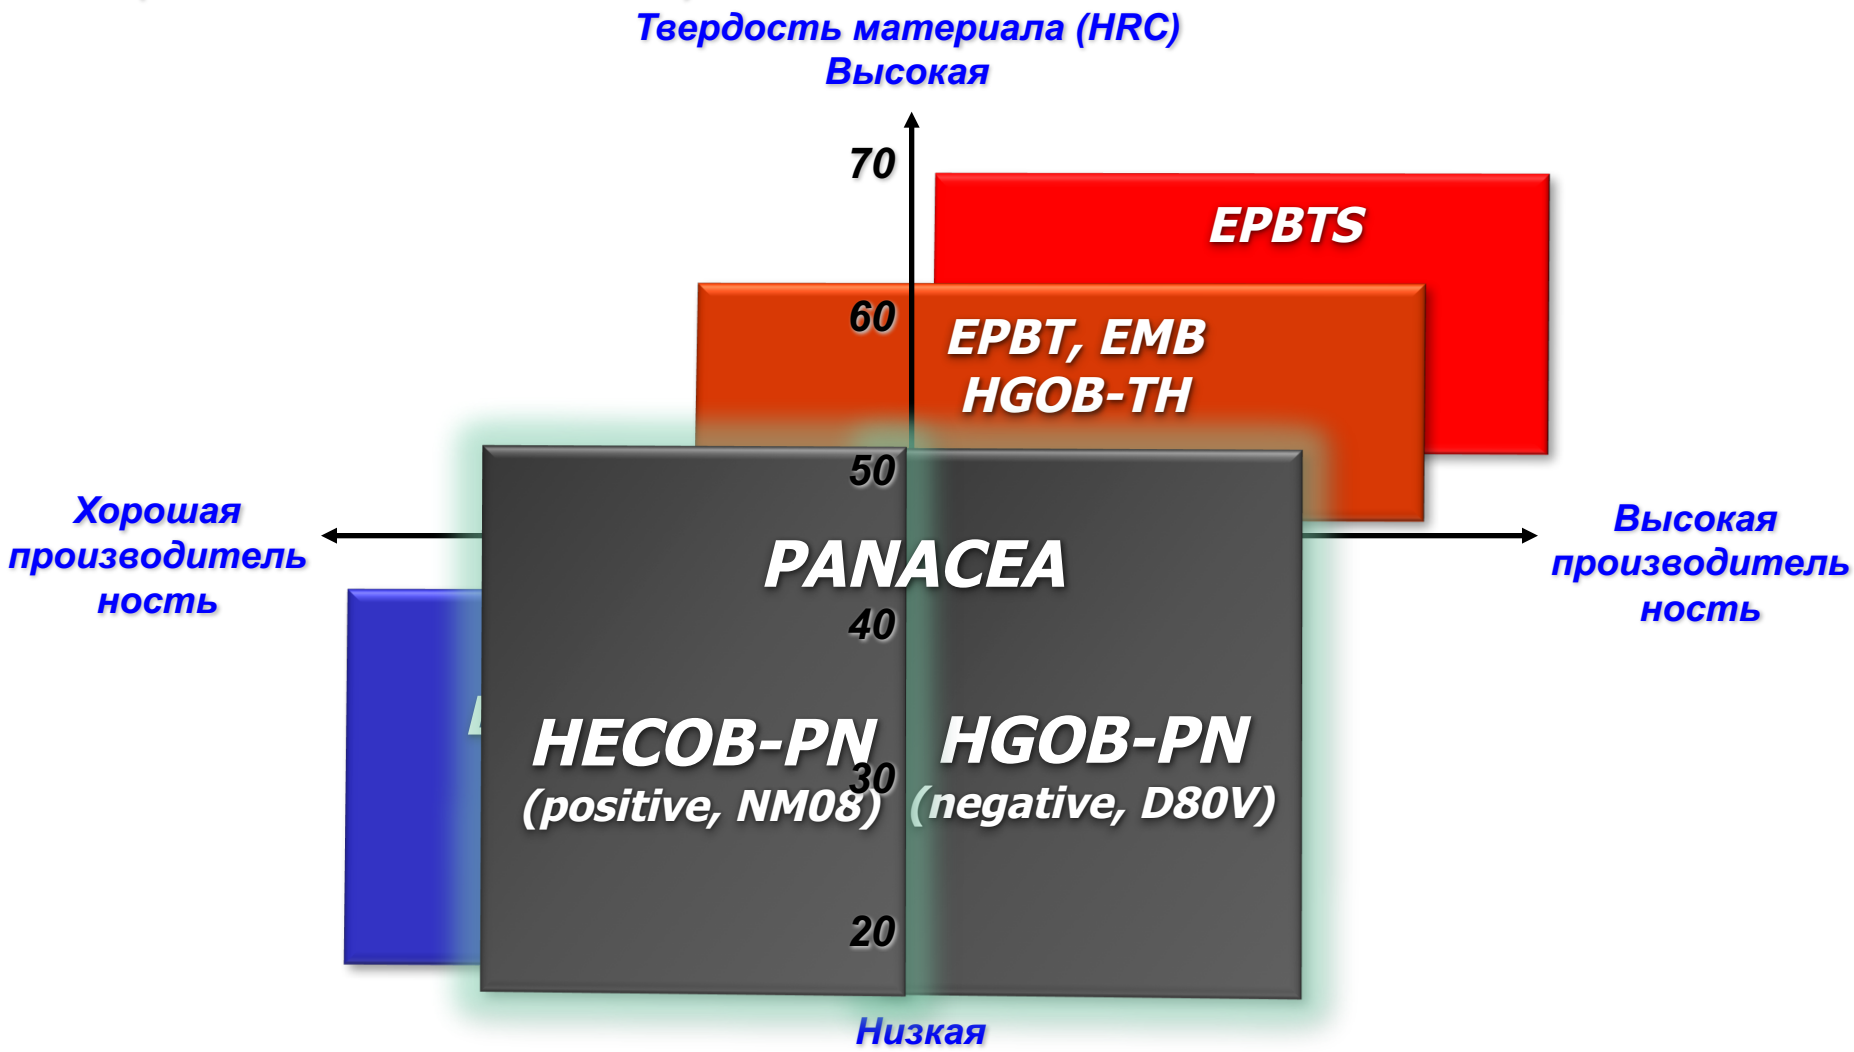 Твердость материала (HRC)
Высокая
70
EPBTS
60
EPBT, EMB
HGOB-TH
50
Хорошая
производитель
ность
Высокая
производитель
ность
PANACEA
40
HECOB-PN
(positive, NM08)
HGOB-PN
(negative, D80V)
30
20
Низкая